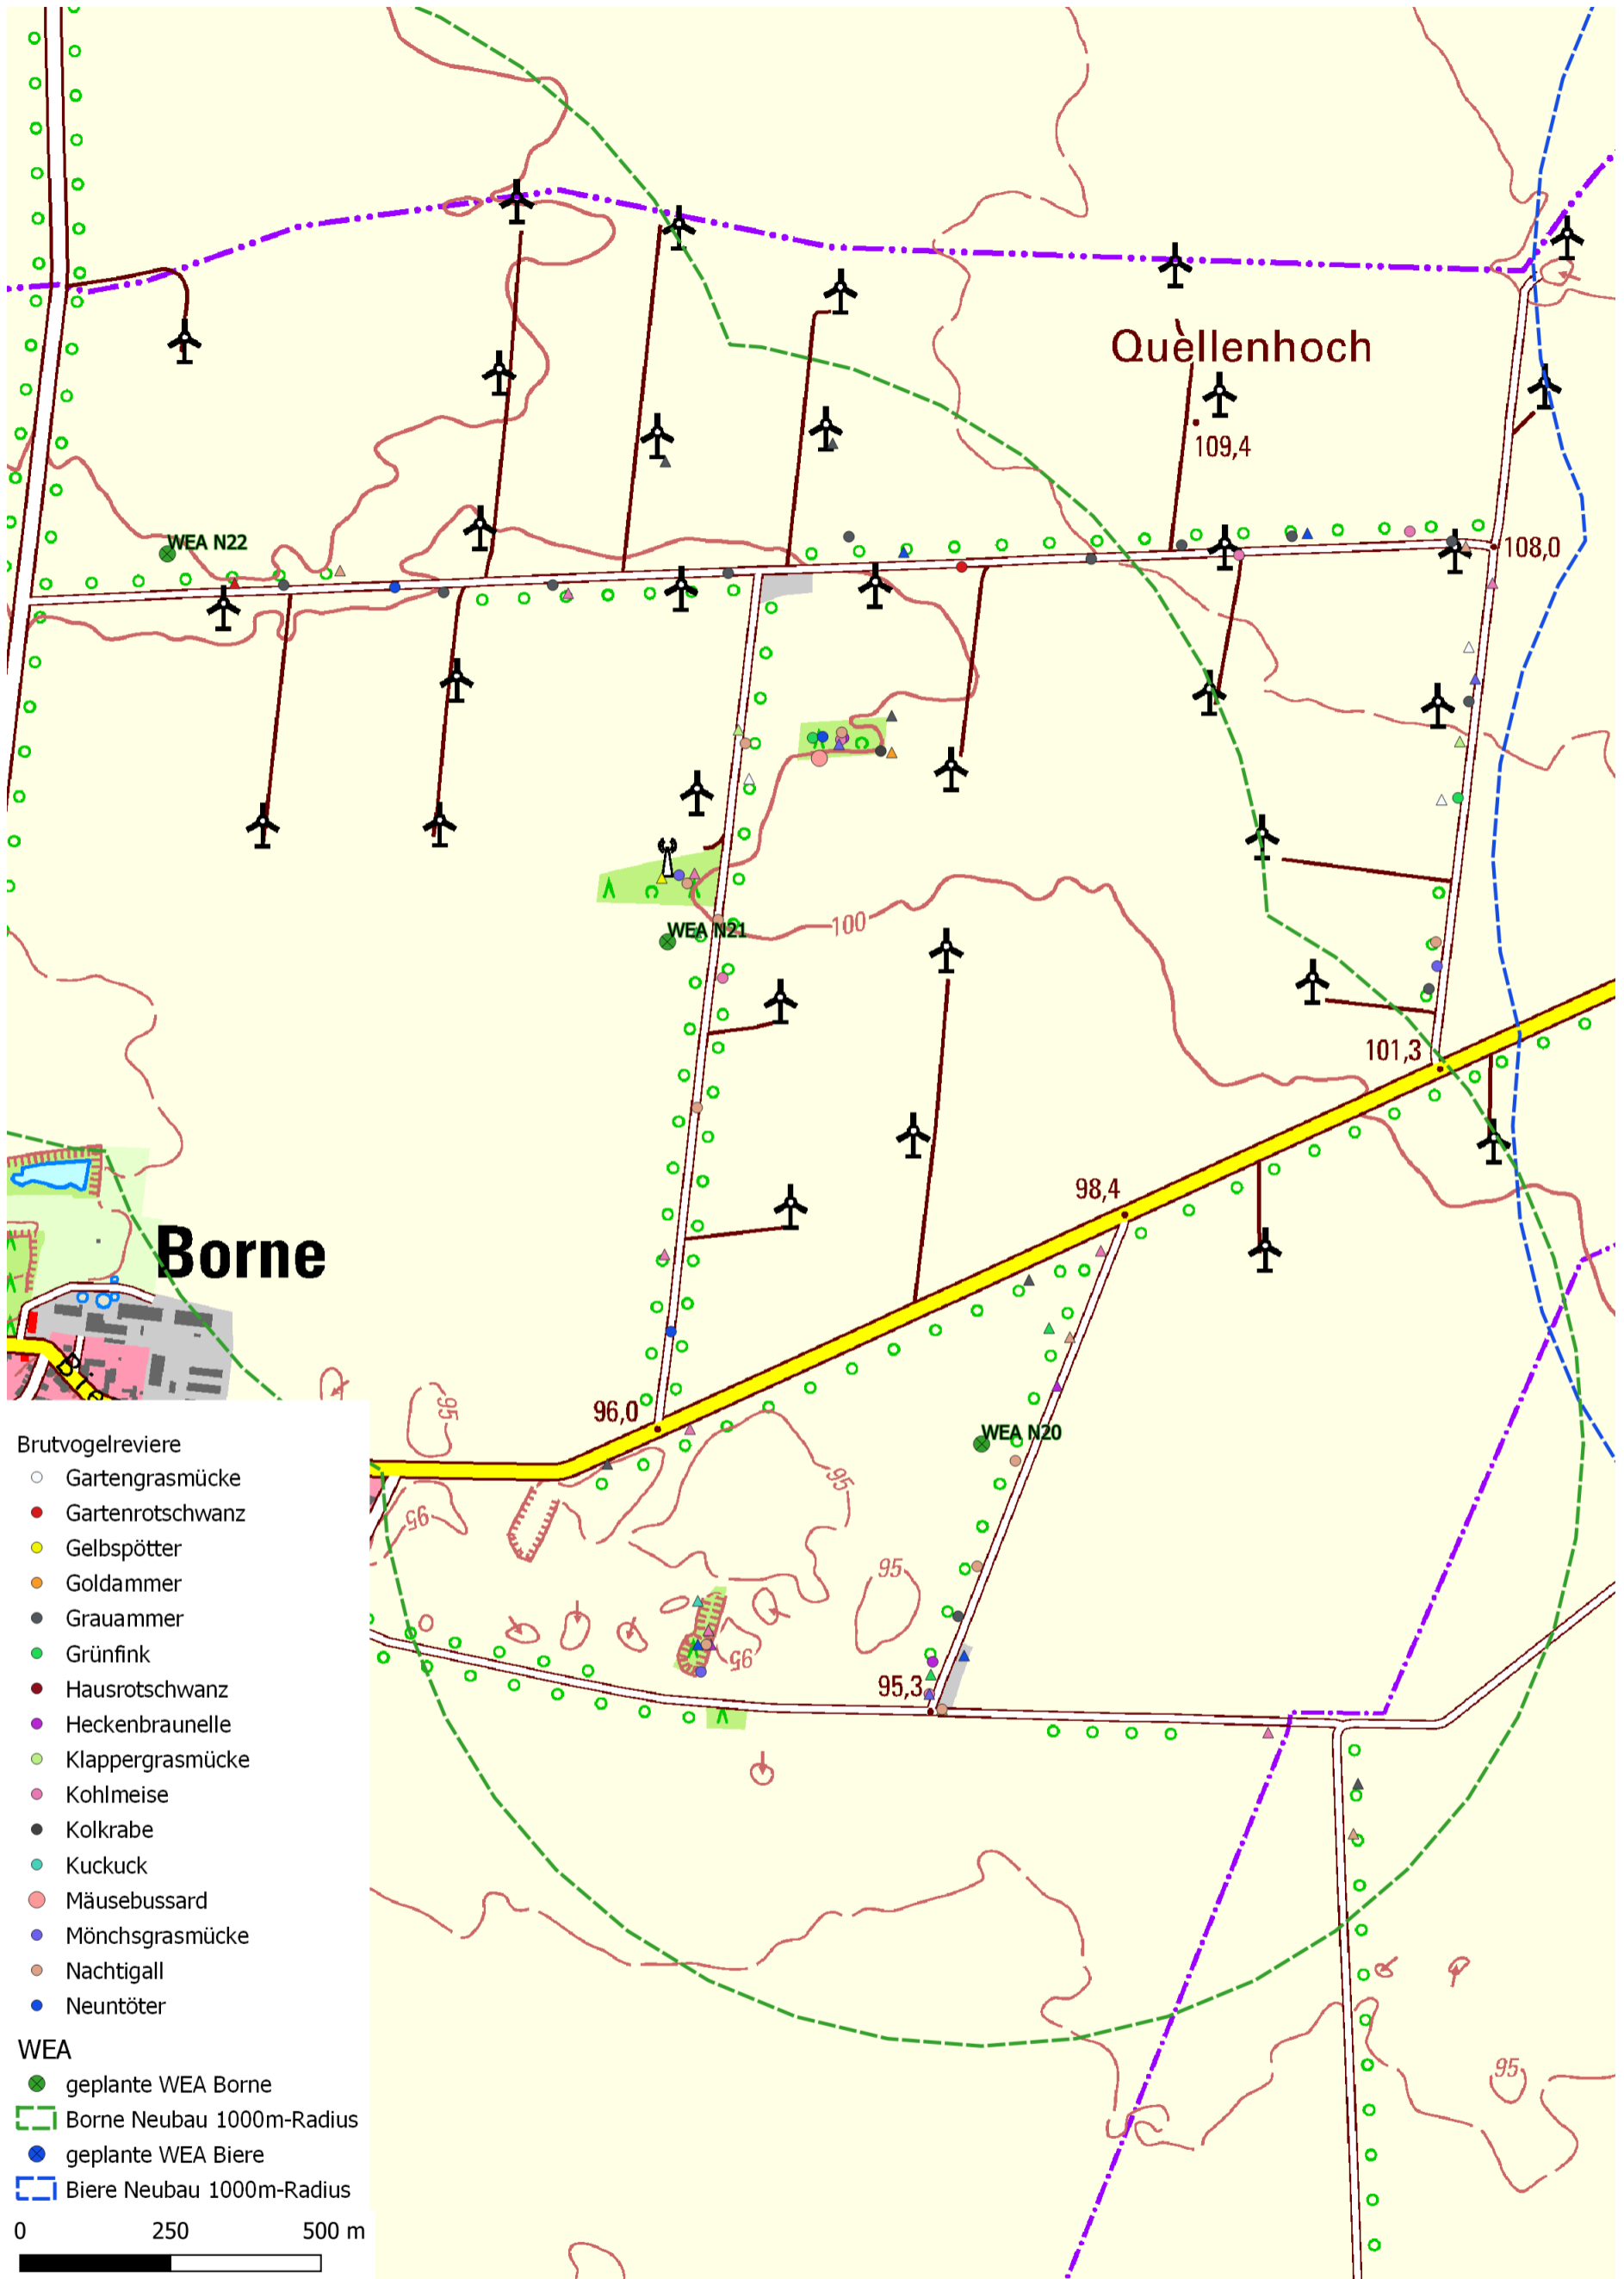 Quellenhoch
109,4
WEA N22
108,0
100
WEA N21
101,3
98,4
Borne
96,0
95
WEA N20
95
95
95
95
95,3
95
Brutvogelreviere
Gartengrasmücke
Gartenrotschwanz
Gelbspötter
Goldammer
Grauammer
Grünfink
Hausrotschwanz
Heckenbraunelle
Klappergrasmücke
Kohlmeise
Kolkrabe
Kuckuck
Mäusebussard
Mönchsgrasmücke
Nachtigall
Neuntöter
WEA
geplante WEA Borne
Borne Neubau 1000m-Radius
geplante WEA Biere
Biere Neubau 1000m-Radius
0 250 500 m